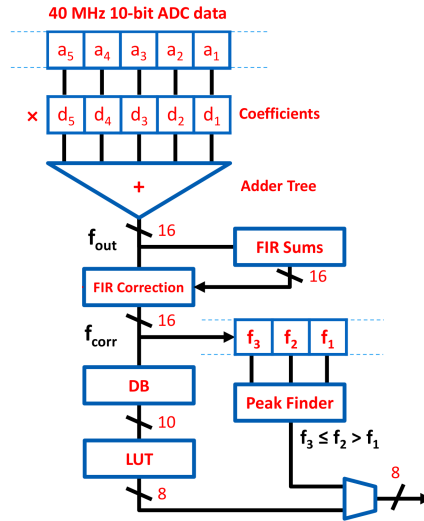 40 MHz 10-bit ADC data
a5 a4 a3 a2 a1
× d5 d4 d3 d2 d1 Coefficients
+ Adder Tree
fout 16
FIR Sums
16
FIR Correction
fcorr 16
f3 f2 f1
DB
Peak Finder
10
f3 ≤ f2 > f1
LUT
8
8